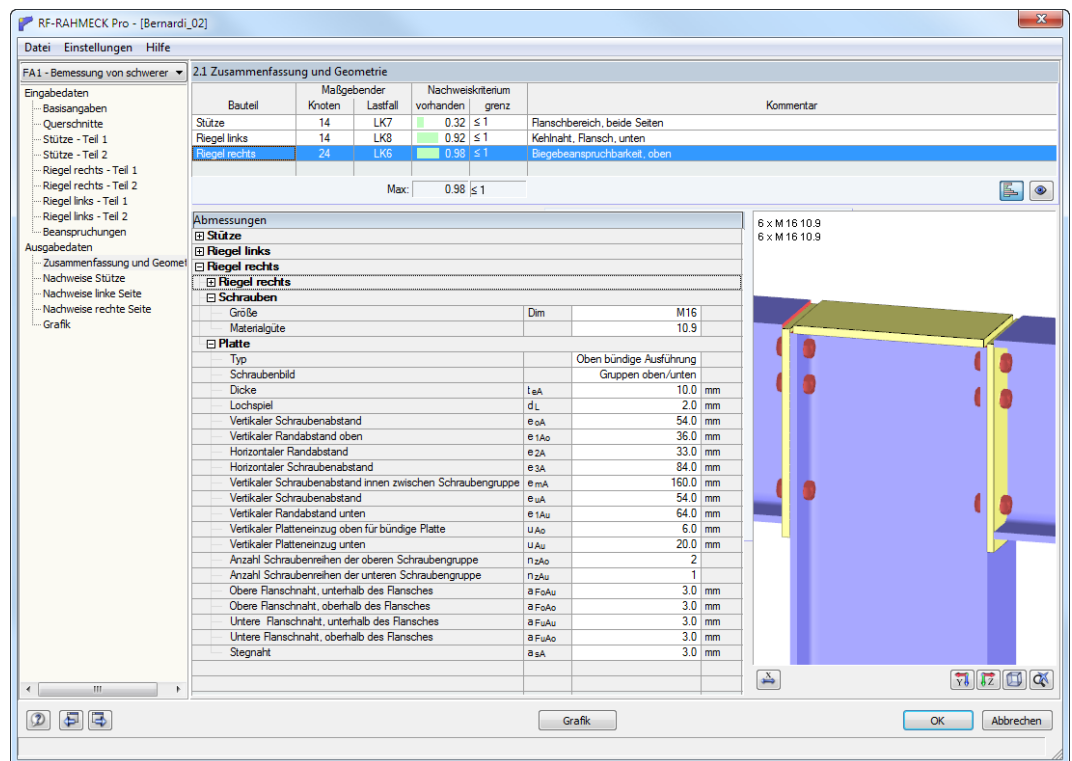 RF-RAHMECK Pro - [Bernardi_02]
Datei Einstellungen Hilfe
FA1 - Bemessung von schwerer
Eingabedaten
Basisangaben
Querschnitte
Stütze - Teil 1
Stütze - Teil 2
Riegel rechts - Teil 1
Riegel rechts - Teil 2
Riegel links - Teil 1
Riegel links - Teil 2
Beanspruchungen
Ausgabedaten
Zusammenfassung und Geomet
Nachweise Stütze
Nachweise linke Seite
Nachweise rechte Seite
Grafik
2.1 Zusammenfassung und Geometrie
Maßgebender Nachweiskriterium
Bauteil Knoten Lastfall vorhanden grenz Kommentar
Stütze 14 LK7 0.32 ≤ 1 Flanschbereich, beide Seiten
Riegel links 14 LK8 0.92 ≤ 1 Kehlnaht, Flansch, unten
Riegel rechts 24 LK6 0.98 ≤ 1 Biegebeanspruchbarkeit, oben
Max: 0.98 ≤ 1
Abmessungen
Stütze
Riegel links
Riegel rechts
Riegel rechts
Schrauben
Größe Dim M16
Materialgüte 10.9
Platte
Typ Oben bündige Ausführung
Schraubenbild Gruppen oben/unten
Dicke teA 10.0 mm
Lochspiel dL 2.0 mm
Vertikaler Schraubenabstand eoA 54.0 mm
Vertikaler Randabstand oben e1Ao 36.0 mm
Horizontaler Randabstand e2A 33.0 mm
Horizontaler Schraubenabstand e3A 84.0 mm
Vertikaler Schraubenabstand innen zwischen Schraubengruppe emA 160.0 mm
Vertikaler Schraubenabstand euA 54.0 mm
Vertikaler Randabstand unten e1Au 64.0 mm
Vertikaler Platteneinzug oben für bündige Platte uAo 6.0 mm
Vertikaler Platteneinzug unten uAu 20.0 mm
Anzahl Schraubenreihen der oberen Schraubengruppe nzAo 2
Anzahl Schraubenreihen der unteren Schraubengruppe nzAu 1
Obere Flanschnaht, unterhalb des Flansches aFoAu 3.0 mm
Obere Flanschnaht, oberhalb des Flansches aFoAo 3.0 mm
Untere Flanschnaht, unterhalb des Flansches aFuAu 3.0 mm
Untere Flanschnaht, oberhalb des Flansches aFuAo 3.0 mm
Stegnaht asA 3.0 mm
6 x M 16 10.9
6 x M 16 10.9
X
Y
Z
Grafik
OK
Abbrechen